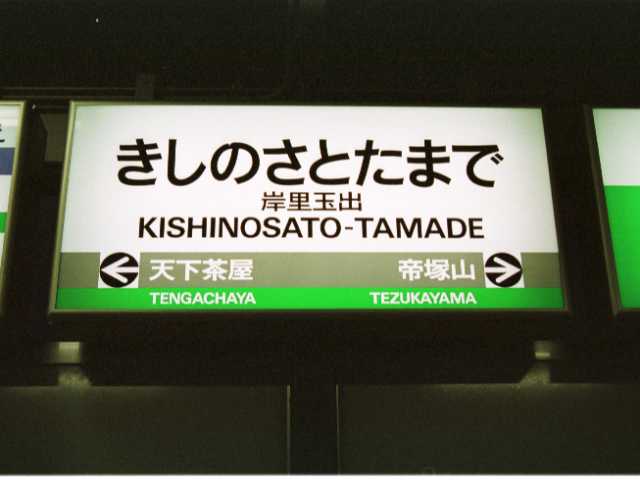 きしのさとたまで
岸里玉出
KISHINOSATO-TAMADE
天下茶屋 帝塚山
TENGACHAYA TEZUKAYAMA